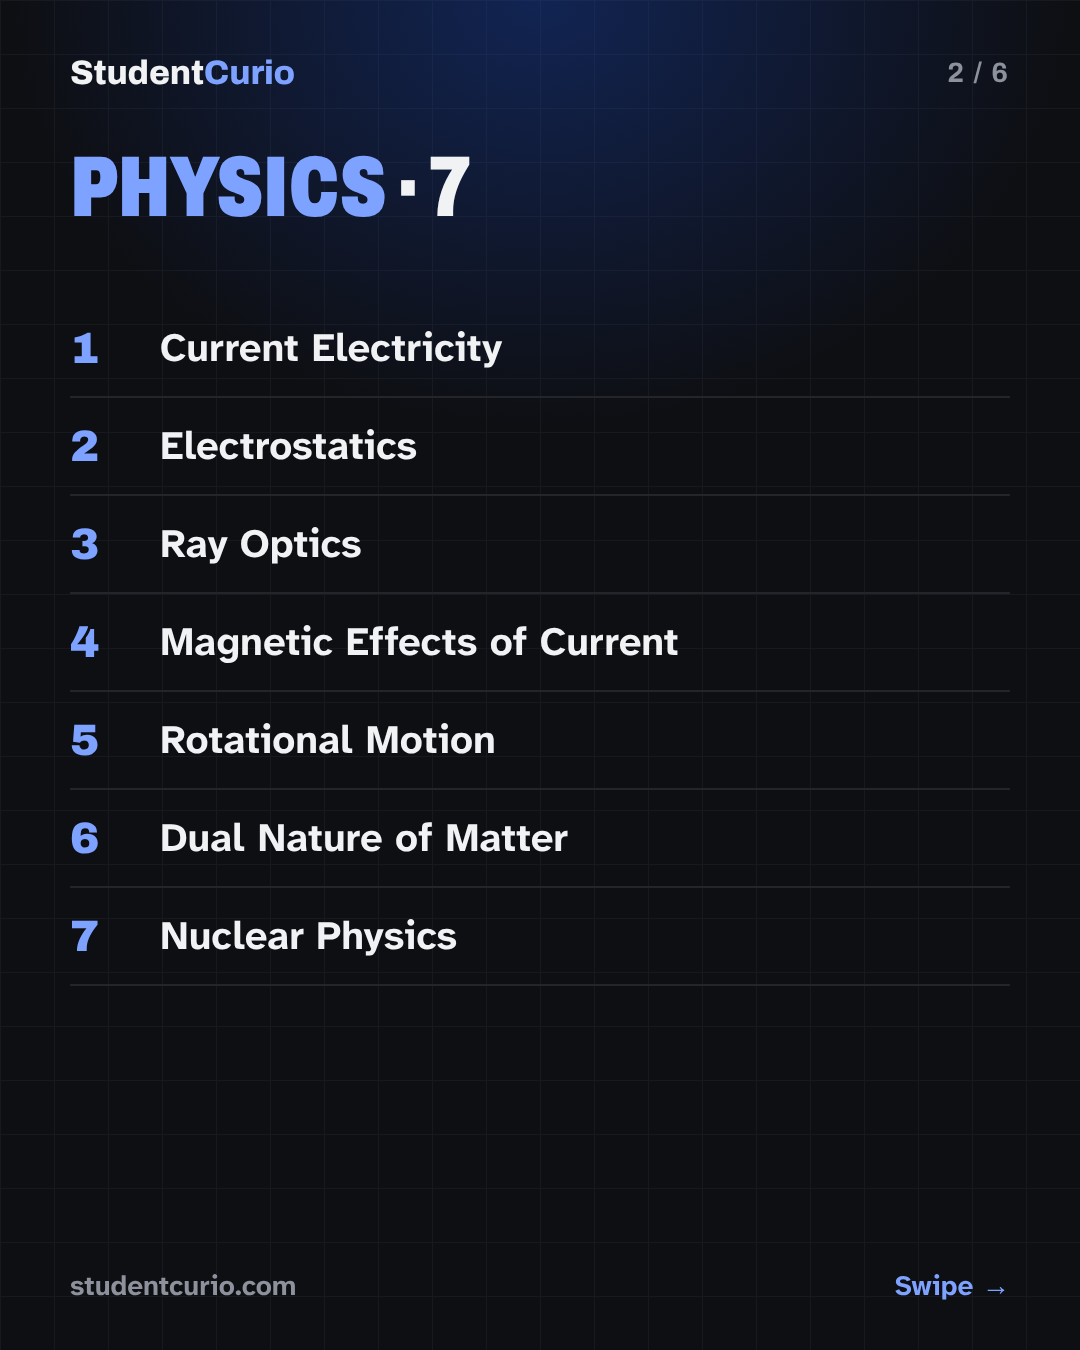 StudentCurio
2 / 6
PHYSICS · 7
1 Current Electricity
2 Electrostatics
3 Ray Optics
4 Magnetic Effects of Current
5 Rotational Motion
6 Dual Nature of Matter
7 Nuclear Physics
studentcurio.com
Swipe →